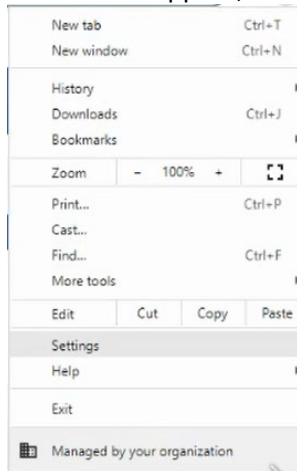 New tab Ctrl+T
New window Ctrl+N
History
Downloads Ctrl+J
Bookmarks
Zoom - 100% +
Print... Ctrl+P
Cast...
Find... Ctrl+F
More tools
Edit Cut Copy Paste
Settings
Help
Exit
Managed by your organization